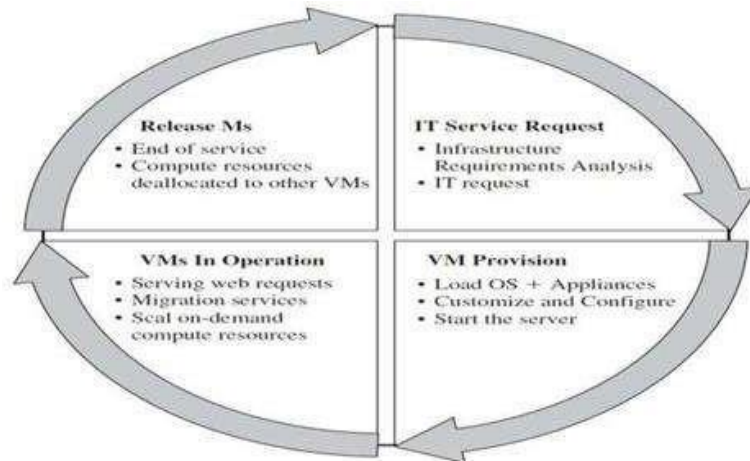 Release Ms
• End of service
• Compute resources
deallocated to other VMs
IT Service Request
• Infrastructure
Requirements Analysis
• IT request
VMs In Operation
• Serving web requests
• Migration services
• Scal on-demand
compute resources
VM Provision
• Load OS + Appliances
• Customize and Configure
• Start the server